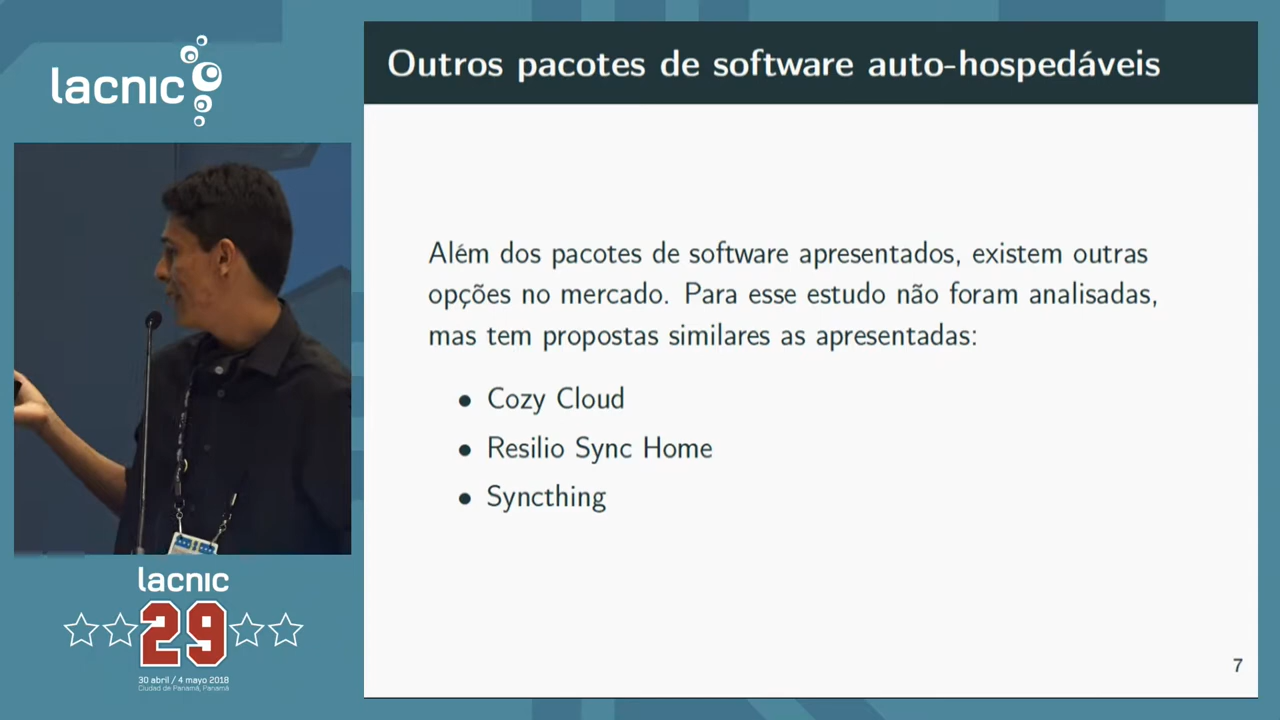 lacnic
Outros pacotes de software auto-hospedáveis
Além dos pacotes de software apresentados, existem outras
opções no mercado. Para esse estudo não foram analisadas,
mas tem propostas similares as apresentadas:
• Cozy Cloud
• Resilio Sync Home
• Syncthing
lacnic
29
30 abril / 4 mayo 2018
Ciudad de Panamá, Panamá
7